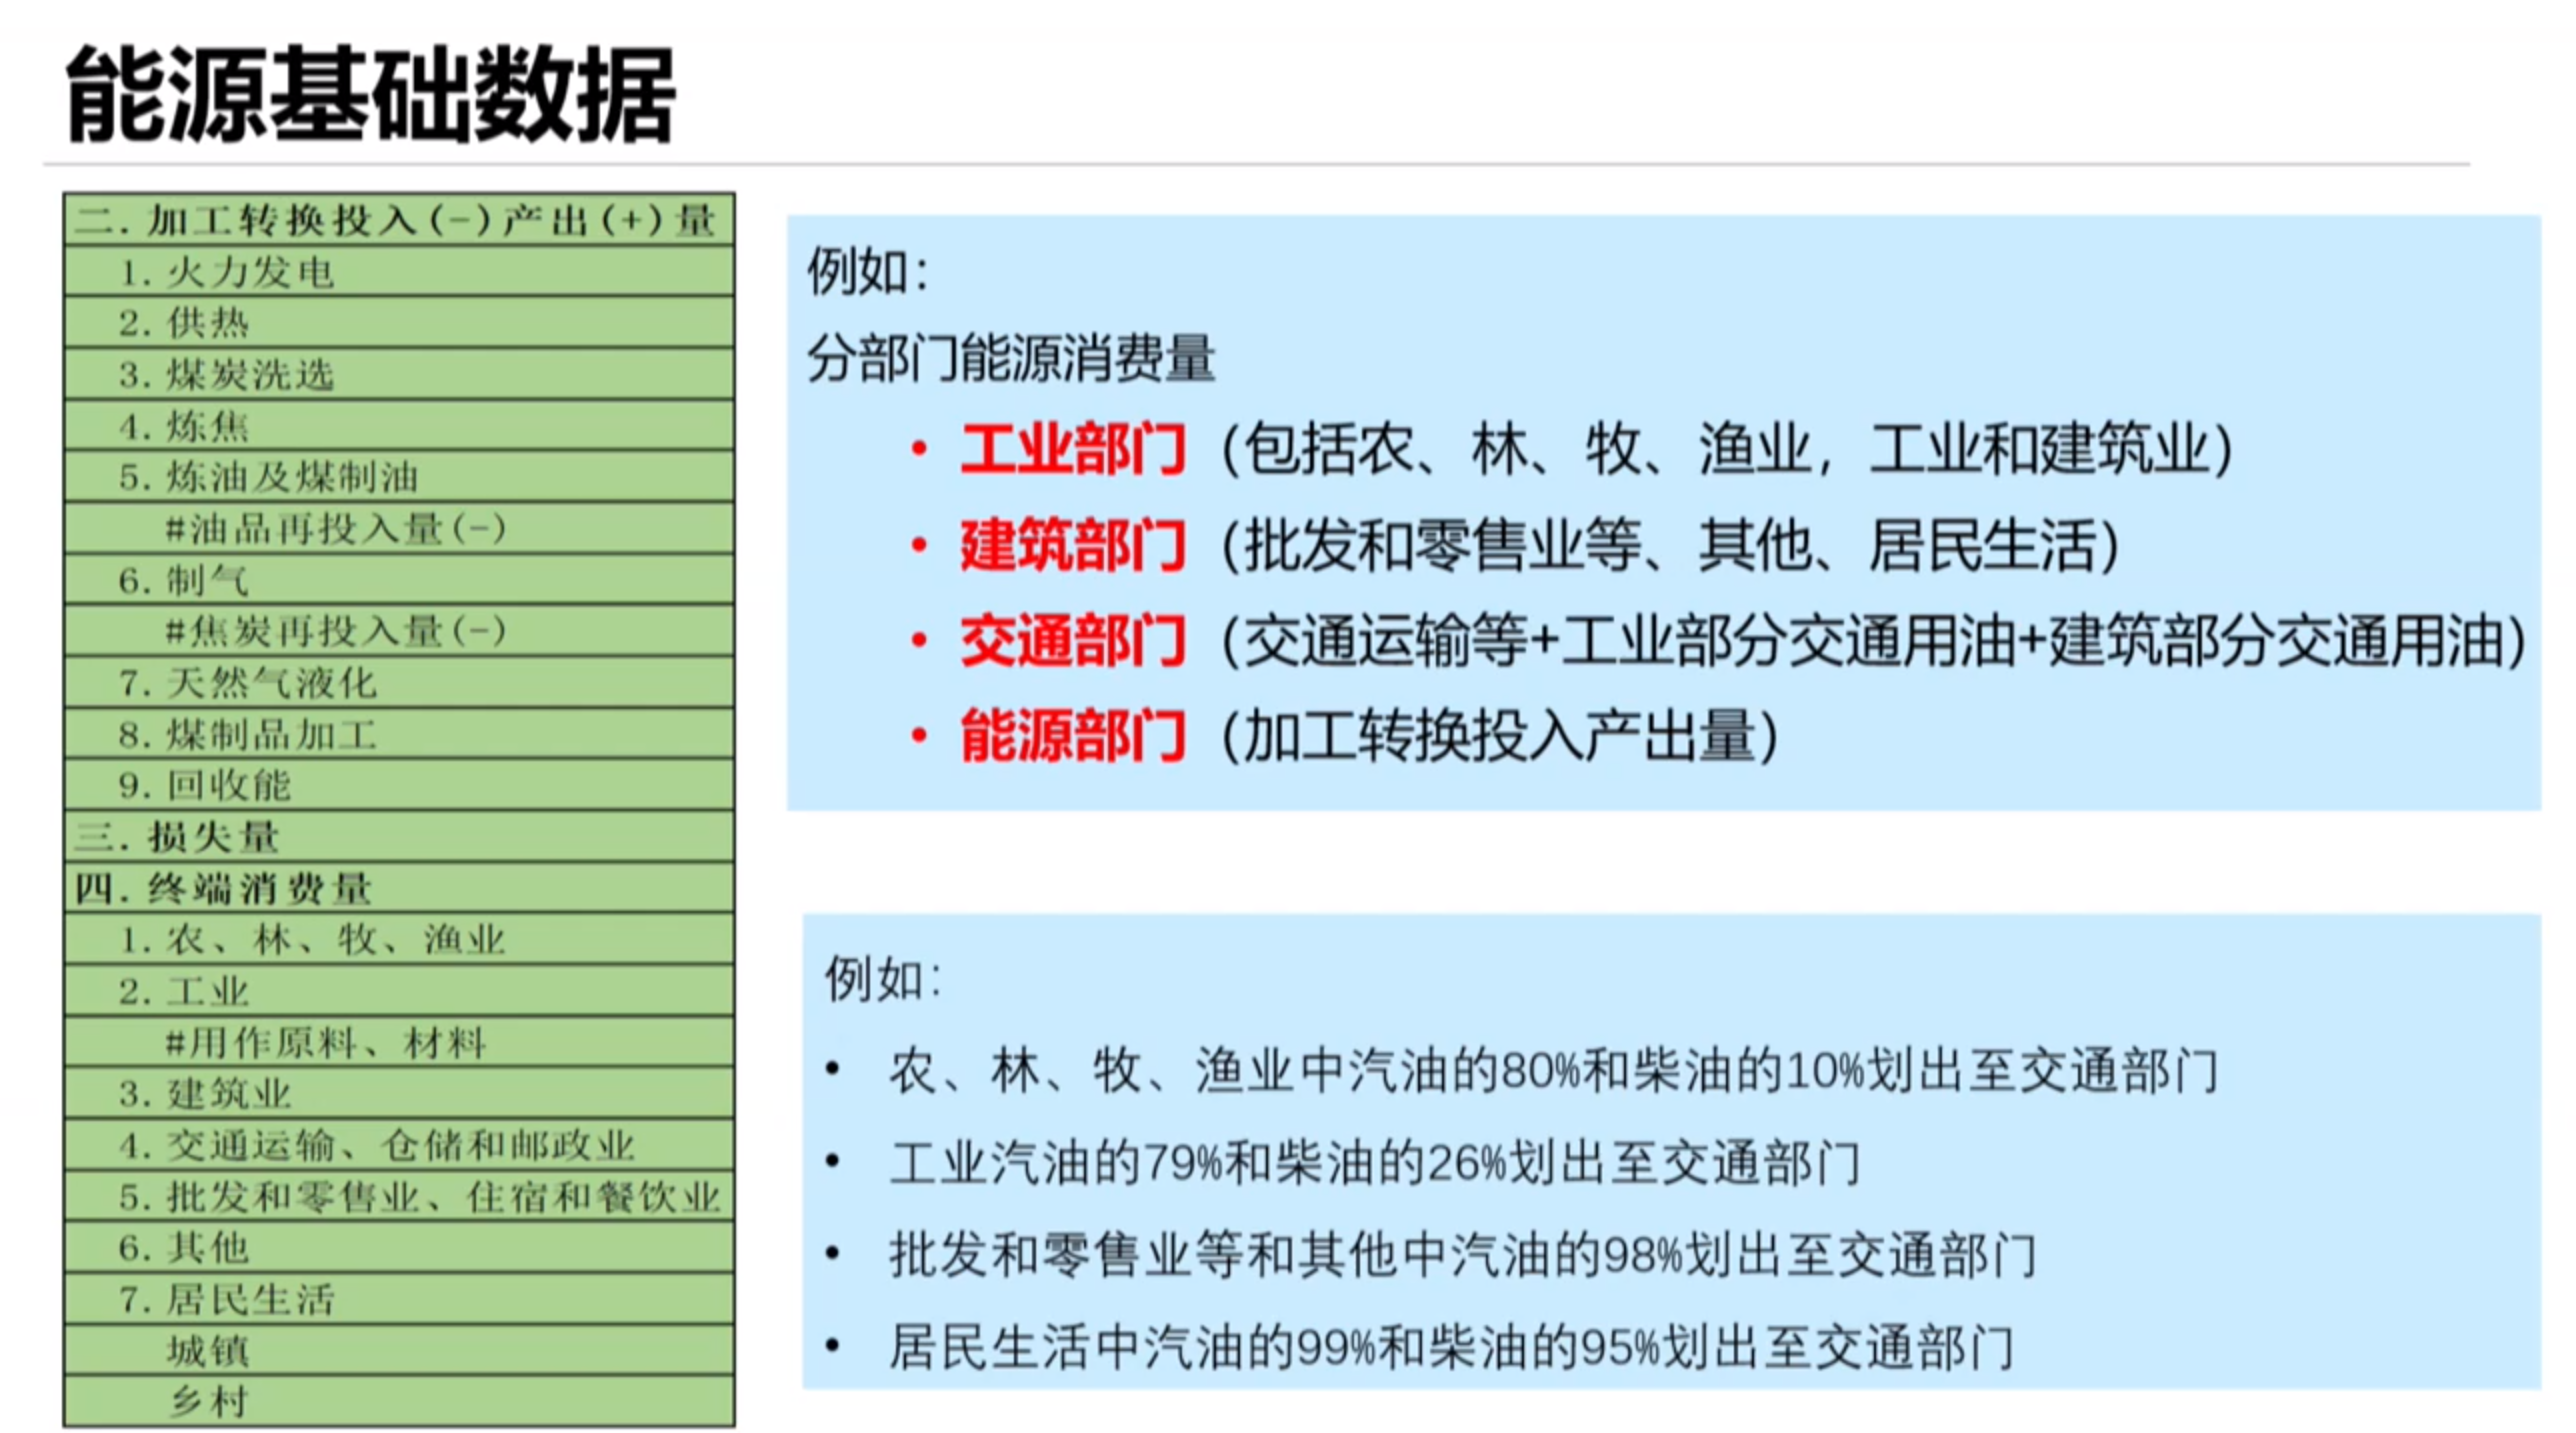 能源基础数据
二.加工转换投入(-)产出(+)量
1.火力发电
2.供热
3.煤炭洗选
4.炼焦
5.炼油及煤制油
#油品再投入量(-)
6.制气
#焦炭再投入量(-)
7.天然气液化
8.煤制品加工
9.回收能
三.损失量
四.终端消费量
1.农、林、牧、渔业
2.工业
#用作原料、材料
3.建筑业
4.交通运输、仓储和邮政业
5.批发和零售业、住宿和餐饮业
6.其他
7.居民生活
城镇
乡村
例如：
分部门能源消费量
• 工业部门（包括农、林、牧、渔业，工业和建筑业）
• 建筑部门（批发和零售业等、其他、居民生活）
• 交通部门（交通运输等+工业部分交通用油+建筑部分交通用油）
• 能源部门（加工转换投入产出量）
例如：
• 农、林、牧、渔业中汽油的80%和柴油的10%划出至交通部门
• 工业汽油的79%和柴油的26%划出至交通部门
• 批发和零售业等和其他中汽油的98%划出至交通部门
• 居民生活中汽油的99%和柴油的95%划出至交通部门